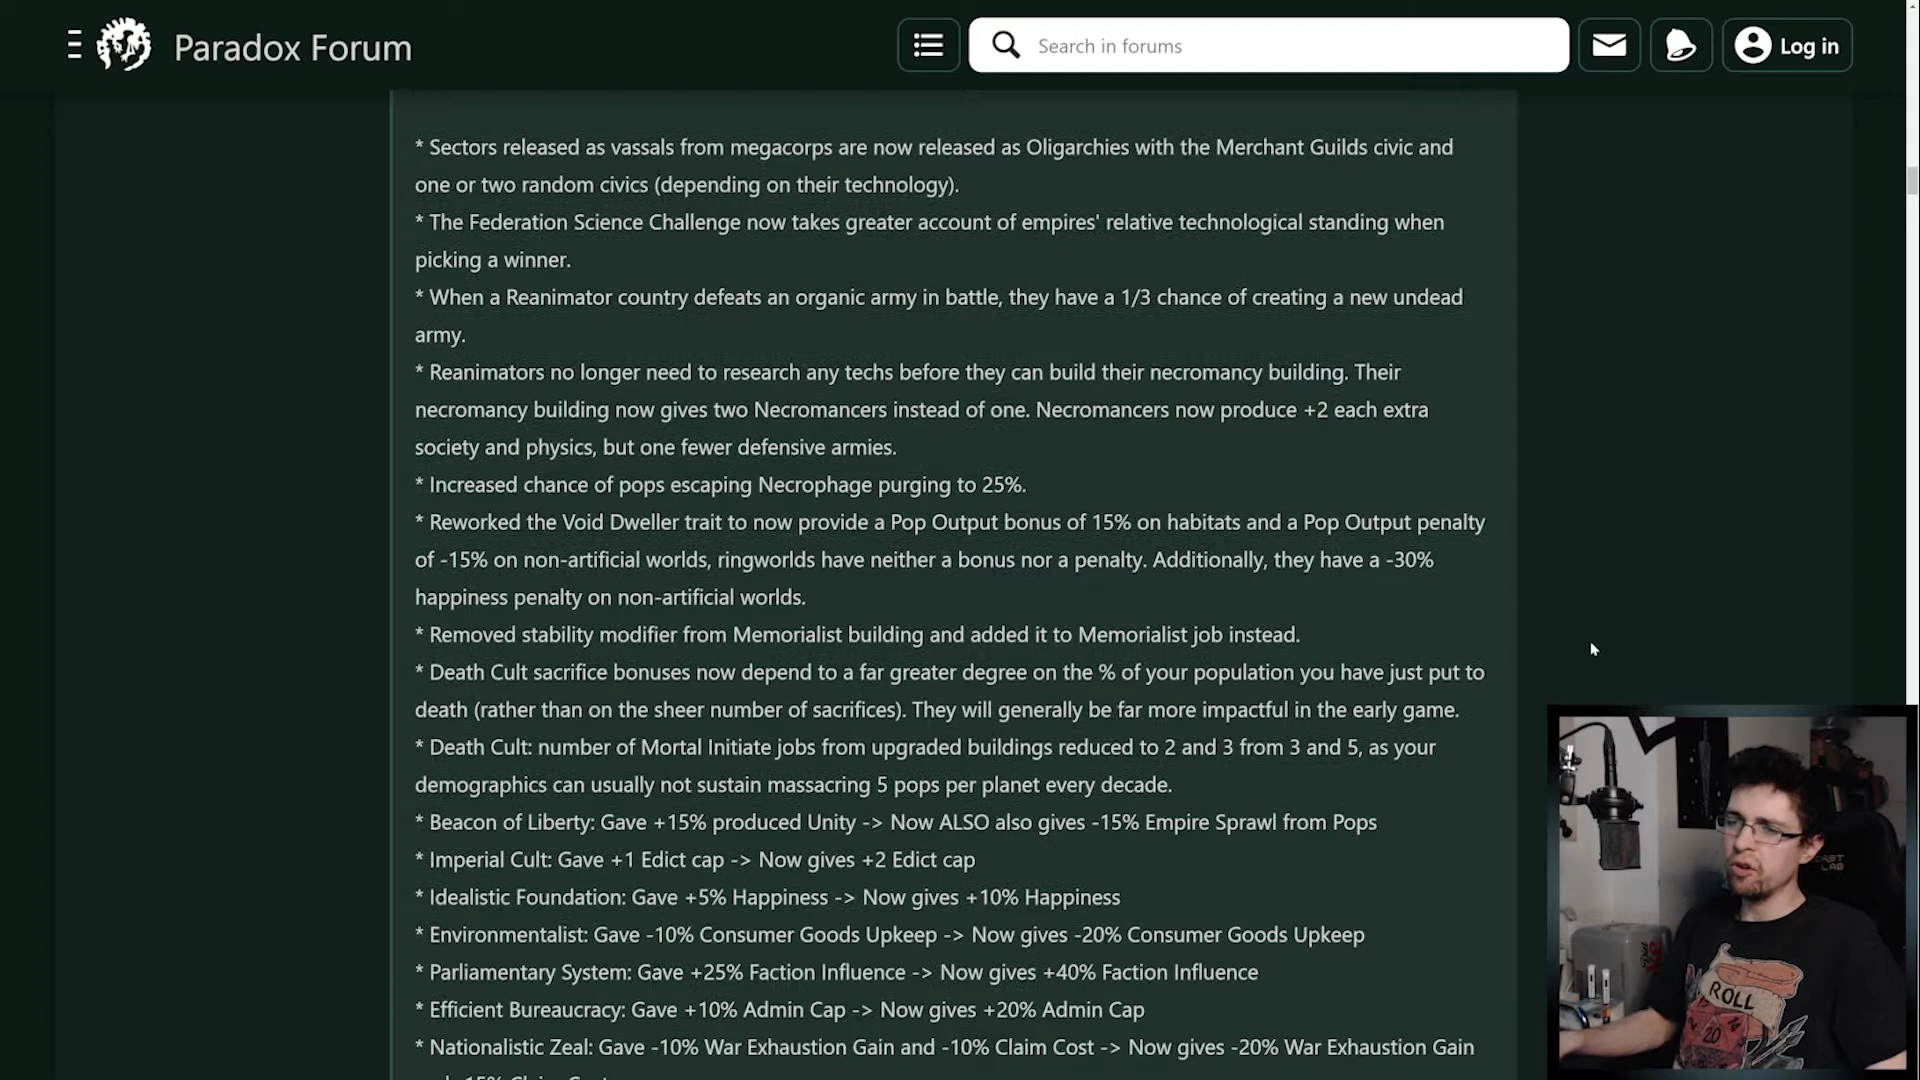 Paradox Forum
Search in forums
Log in
* Sectors released as vassals from megacorps are now released as Oligarchies with the Merchant Guilds civic and
one or two random civics (depending on their technology).
* The Federation Science Challenge now takes greater account of empires' relative technological standing when
picking a winner.
* When a Reanimator country defeats an organic army in battle, they have a 1/3 chance of creating a new undead
army.
* Reanimators no longer need to research any techs before they can build their necromancy building. Their
necromancy building now gives two Necromancers instead of one. Necromancers now produce +2 each extra
society and physics, but one fewer defensive armies.
* Increased chance of pops escaping Necrophage purging to 25%.
* Reworked the Void Dweller trait to now provide a Pop Output bonus of 15% on habitats and a Pop Output penalty
of -15% on non-artificial worlds, ringworlds have neither a bonus nor a penalty. Additionally, they have a -30%
happiness penalty on non-artificial worlds.
* Removed stability modifier from Memorialist building and added it to Memorialist job instead.
* Death Cult sacrifice bonuses now depend to a far greater degree on the % of your population you have just put to
death (rather than on the sheer number of sacrifices). They will generally be far more impactful in the early game.
* Death Cult: number of Mortal Initiate jobs from upgraded buildings reduced to 2 and 3 from 3 and 5, as your
demographics can usually not sustain massacring 5 pops per planet every decade.
* Beacon of Liberty: Gave +15% produced Unity -> Now ALSO also gives -15% Empire Sprawl from Pops
* Imperial Cult: Gave +1 Edict cap -> Now gives +2 Edict cap
* Idealistic Foundation: Gave +5% Happiness -> Now gives +10% Happiness
* Environmentalist: Gave -10% Consumer Goods Upkeep -> Now gives -20% Consumer Goods Upkeep
* Parliamentary System: Gave +25% Faction Influence -> Now gives +40% Faction Influence
* Efficient Bureaucracy: Gave +10% Admin Cap -> Now gives +20% Admin Cap
* Nationalistic Zeal: Gave -10% War Exhaustion Gain and -10% Claim Cost -> Now gives -20% War Exhaustion Gain
ROLL
20
LAB